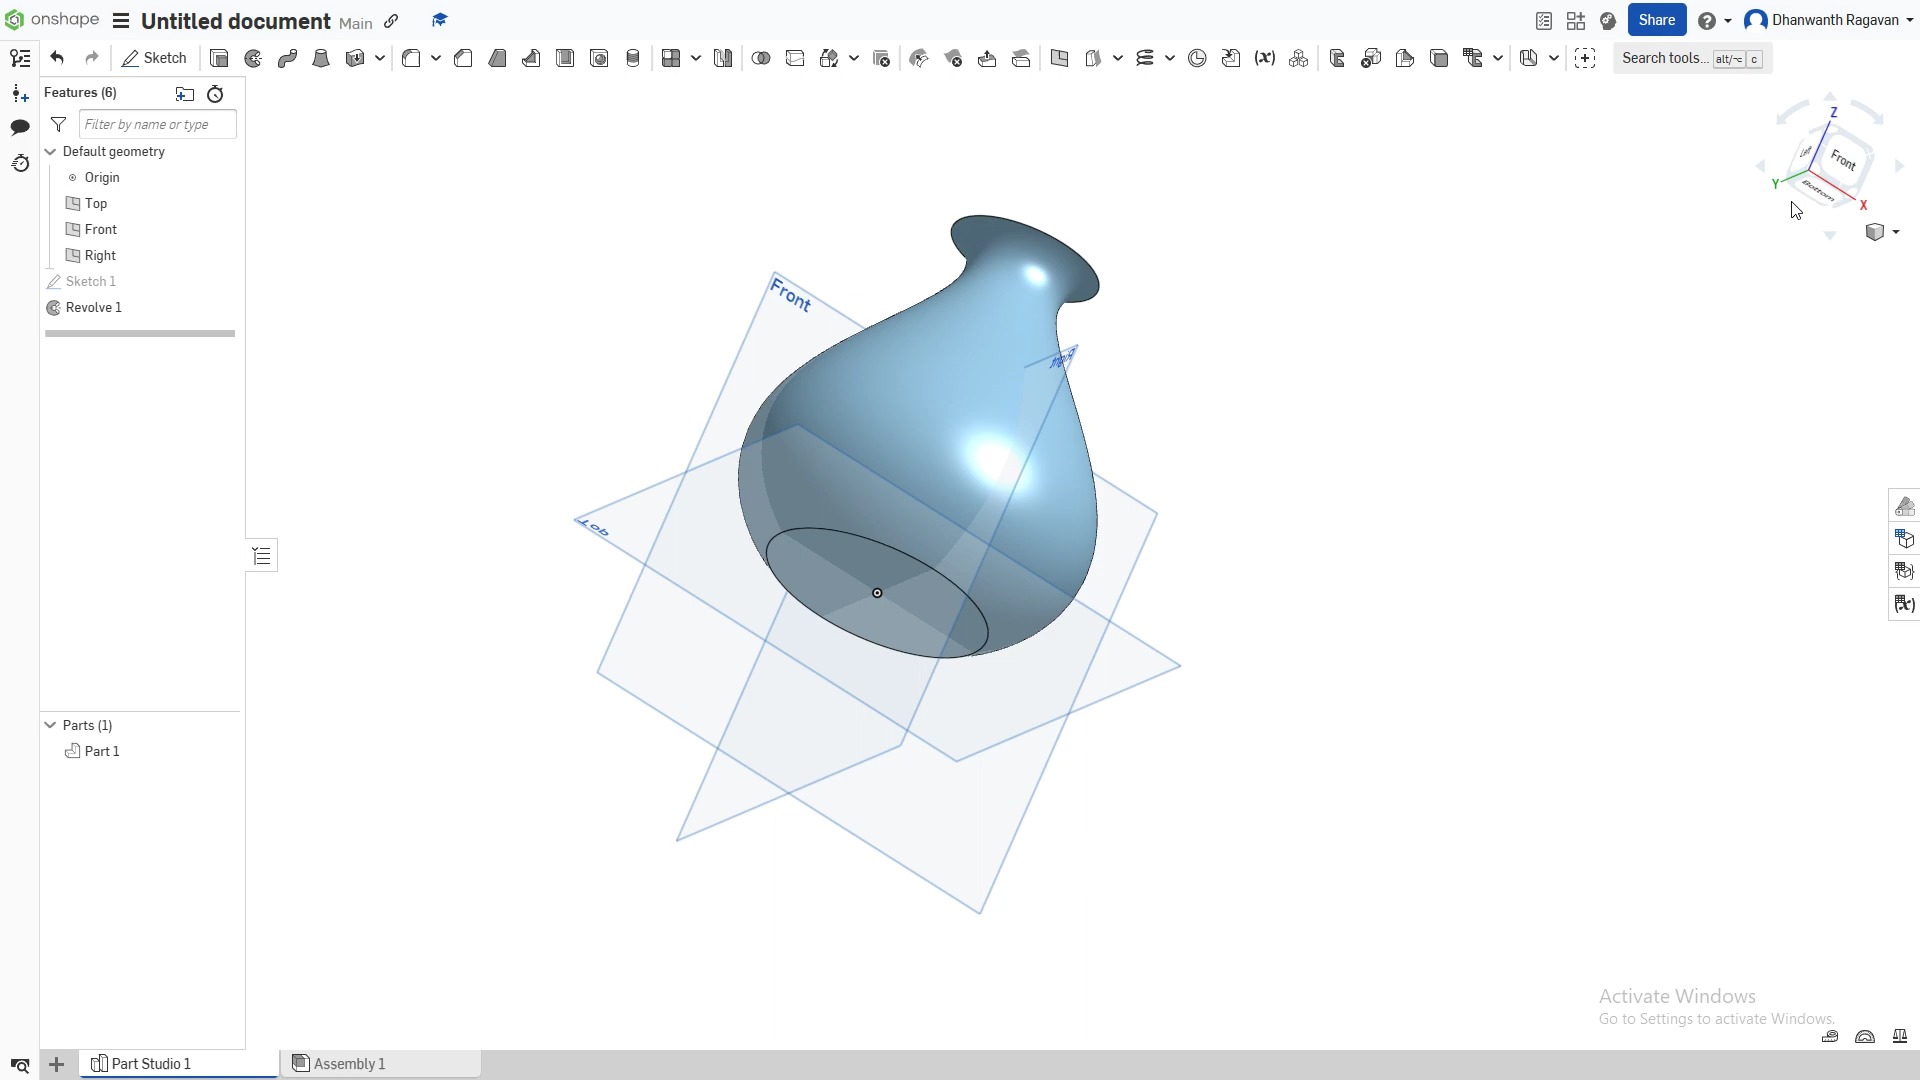 onshape Untitled document Main Share Dhanwanth Ragavan
Sketch Search tools... alt/⌥ c
Features (6)
Filter by name or type
Default geometry
Origin
Top
Front
Right
Sketch 1
Revolve 1
Parts (1)
Part 1
Front
Right
Top
Z
Left
Front
Y
Bottom
X
(x)
(x)
Activate Windows
Go to Settings to activate Windows.
Part Studio 1
Assembly 1